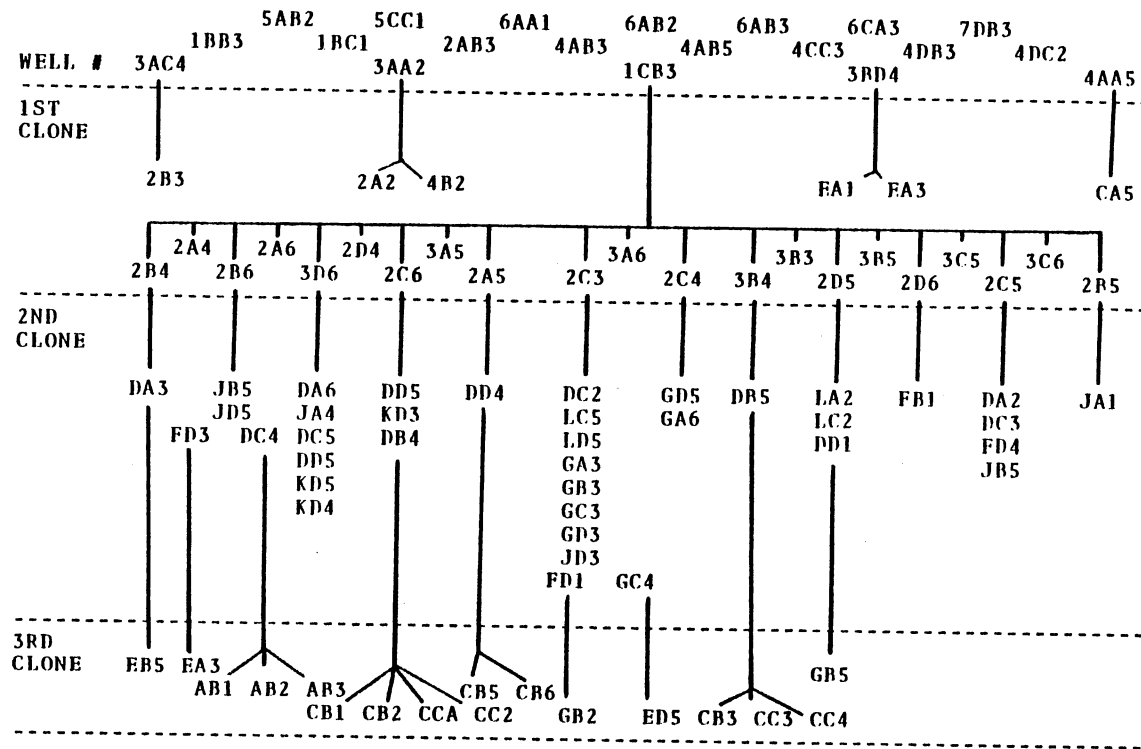 5AB2 5CC1 6AA1 6AB2 6AB3 6CA3 7DB3
1BB3 1BC1 2AB3 4AB3 4AB5 4CC3 4DB3 4DC2
WELL # 3AC4 3AA2 1CB3 3BD4 4AA5
1ST
CLONE
2B3 2A2 4B2 EA1 EA3 CA5
2A4 2A6 2D4 3A5 3A6 3B3 3B5 3C5 3C6
2B4 2B6 3D6 2C6 2A5 2C3 2C4 3B4 2D5 2D6 2C5 2B5
2ND
CLONE
DA3 JB5 DA6 DD5 DD4 DC2 GD5 DB5 LA2 FB1 DA2 JA1
JD5 JA4 KD3 LC5 GA6 LC2 DC3
FD3 DC4 DC5 DB4 LD5 DD1 FD4
DD5 GA3 JB5
KD5 GB3
KD4 GC3
GD3
JD3
FD1 GC4
3RD
CLONE
EB5 EA3 GB5
AB1 AB2 AB3 CB5 CB6
CB1 CB2 CCA CC2 GB2 ED5 CB3 CC3 CC4